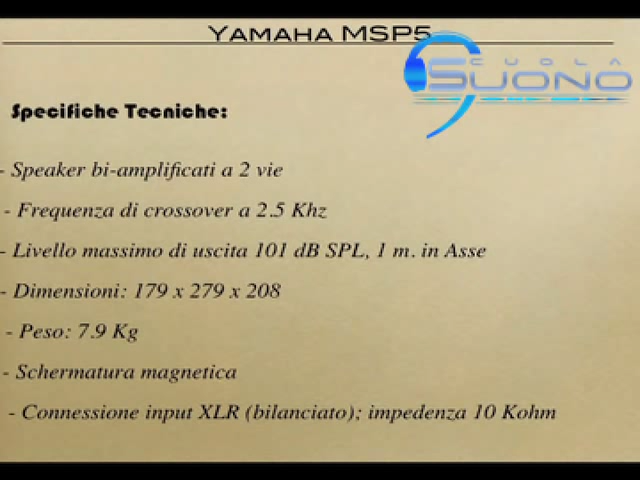 Yamaha MSP5
SCUOLA
SUONO
Specifiche Tecniche:
- Speaker bi-amplificati a 2 vie
- Frequenza di crossover a 2.5 Khz
- Livello massimo di uscita 101 dB SPL, 1 m. in Asse
- Dimensioni: 179 x 279 x 208
- Peso: 7.9 Kg
- Schermatura magnetica
- Connessione input XLR (bilanciato); impedenza 10 Kohm